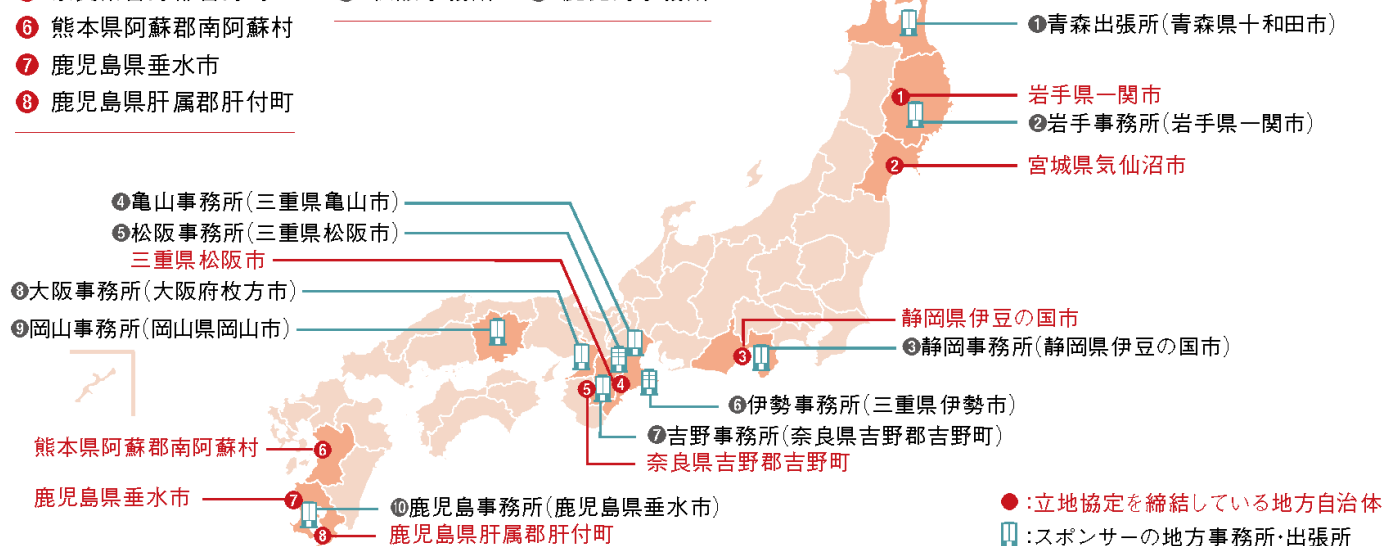 ❻ 熊本県阿蘇郡南阿蘇村
❼ 鹿児島県垂水市
❽ 鹿児島県肝属郡肝付町
❶青森出張所(青森県十和田市)
岩手県一関市
❷岩手事務所(岩手県一関市)
宮城県気仙沼市
❹亀山事務所(三重県亀山市)
❺松阪事務所(三重県松阪市)
三重県松阪市
❽大阪事務所(大阪府枚方市)
❾岡山事務所(岡山県岡山市)
静岡県伊豆の国市
❸静岡事務所(静岡県伊豆の国市)
❻伊勢事務所(三重県伊勢市)
❼吉野事務所(奈良県吉野郡吉野町)
奈良県吉野郡吉野町
熊本県阿蘇郡南阿蘇村
鹿児島県垂水市
❿鹿児島事務所(鹿児島県垂水市)
鹿児島県肝属郡肝付町
1
2
3
4
5
6
7
8
●:立地協定を締結している地方自治体
:スポンサーの地方事務所・出張所